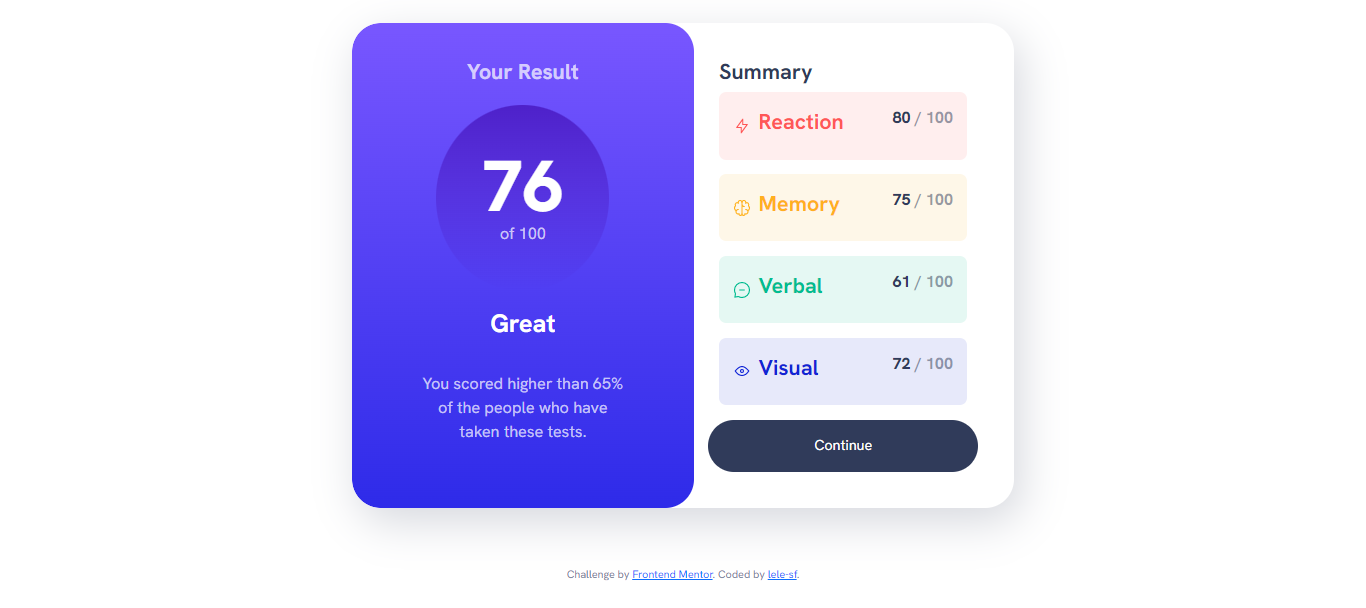 Your Result
76
of 100
Great
You scored higher than 65%
of the people who have
taken these tests.
Summary
Reaction 80 / 100
Memory 75 / 100
Verbal 61 / 100
Visual 72 / 100
Continue
Challenge by Frontend Mentor. Coded by lele-sf.